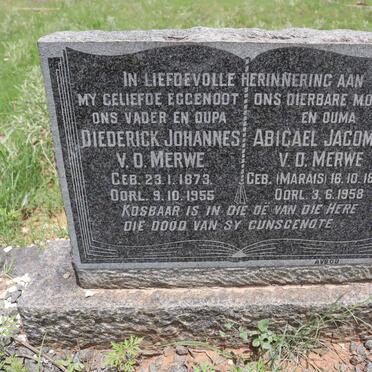 IN LIEFDEVOLLE HERINNERING AAN
MY GELIEFDE EGGENOOT
ONS VADER EN OUPA
DIEDERICK JOHANNES
V.D. MERWE
GEB. 23.1.1873
OORL. 9.10.1955
ONS DIERBARE MO
EN OUMA
ABIGAEL JACOM
V.D. MERWE
GEB. (MARAIS) 16.10.18
OORL. 3.6.1958
KOSBAAR IS IN DIE OË VAN DIE HERE
DIE DOOD VAN SY GUNSGENOTE
AVBOB